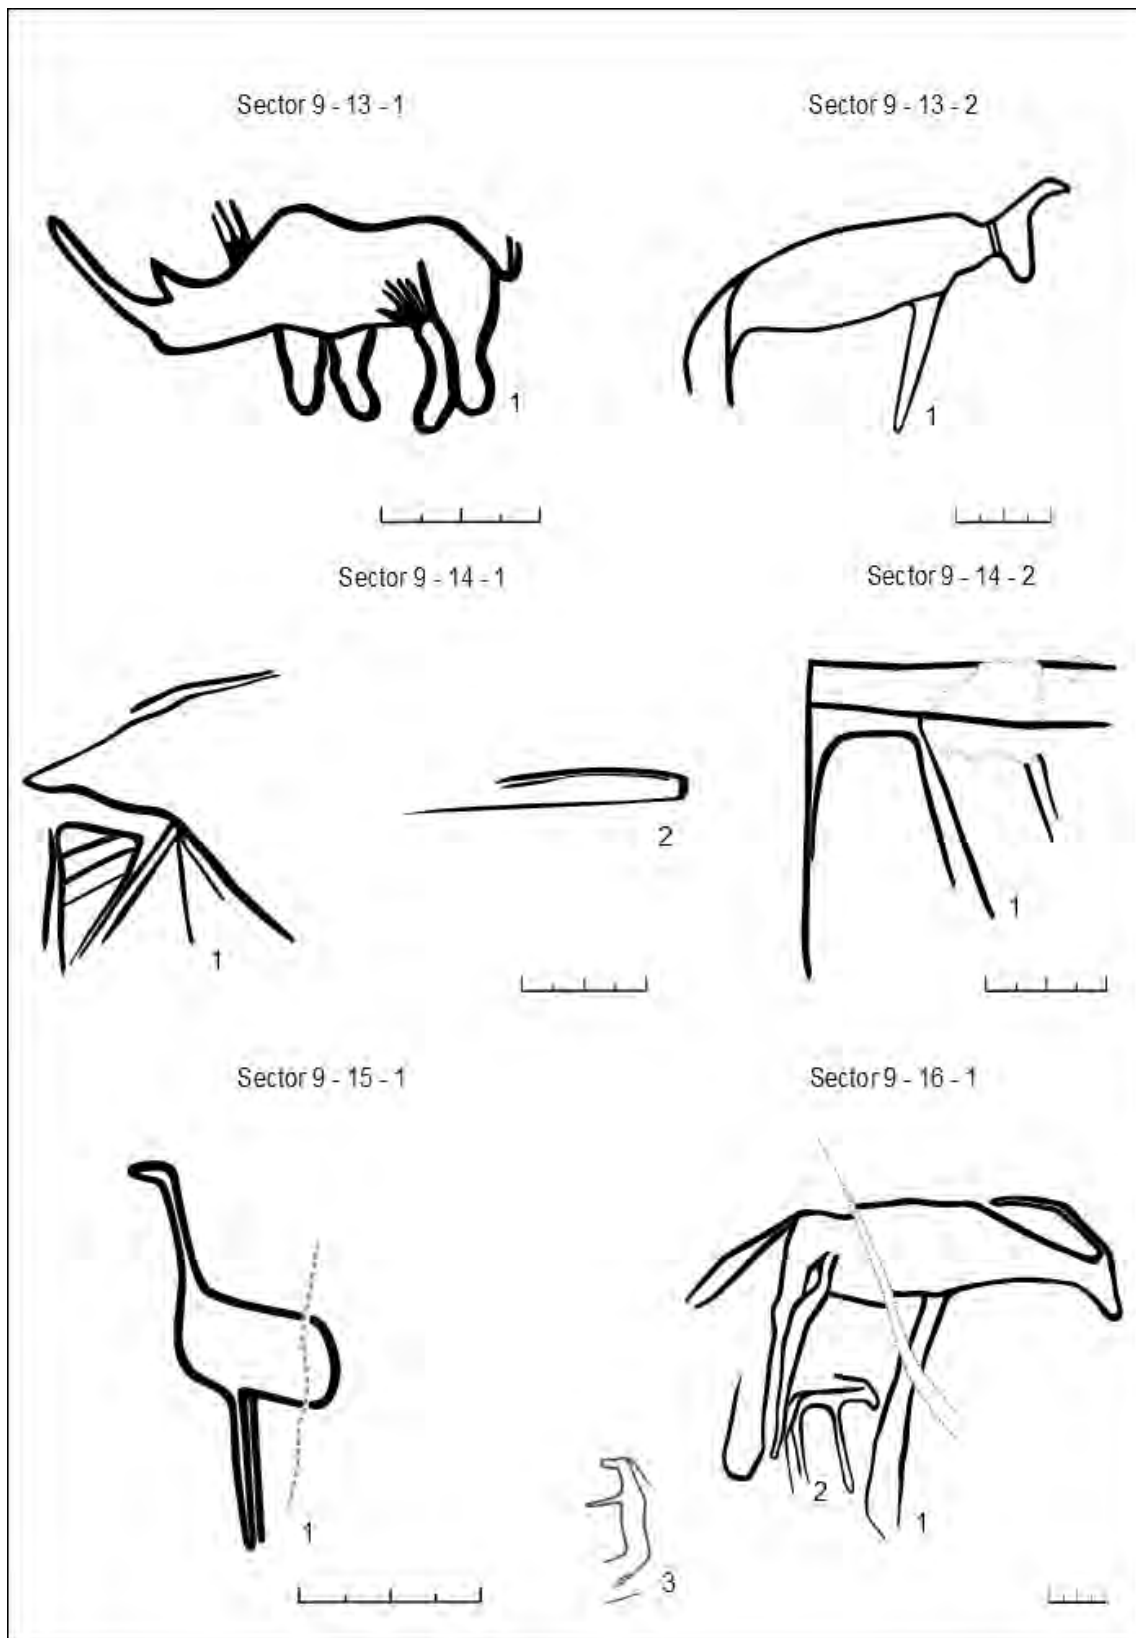 Sector 9 - 13 - 1
Sector 9 - 13 - 2
1
1
Sector 9 - 14 - 1
Sector 9 - 14 - 2
2
1
1
Sector 9 - 15 - 1
Sector 9 - 16 - 1
2
1
1
3